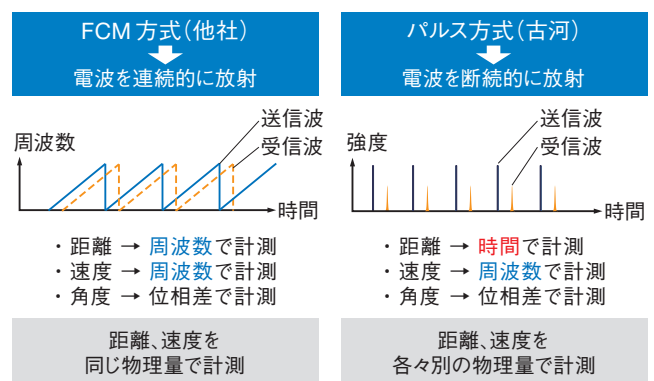 FCM 方式（他社）
電波を連続的に放射
周波数
送信波
受信波
時間
・距離 → 周波数で計測
・速度 → 周波数で計測
・角度 → 位相差で計測
距離、速度を
同じ物理量で計測
パルス方式（古河）
電波を断続的に放射
強度
送信波
受信波
時間
・距離 → 時間で計測
・速度 → 周波数で計測
・角度 → 位相差で計測
距離、速度を
各々別の物理量で計測